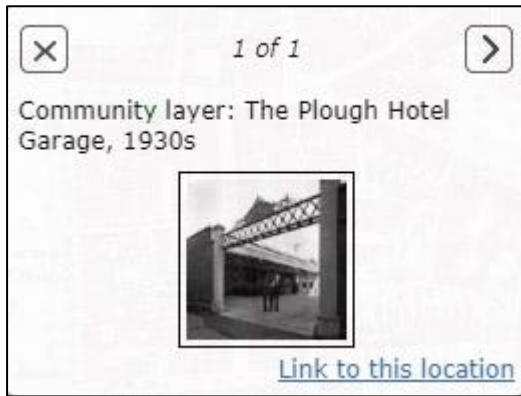 1 of 1
Community layer: The Plough Hotel
Garage, 1930s
Link to this location